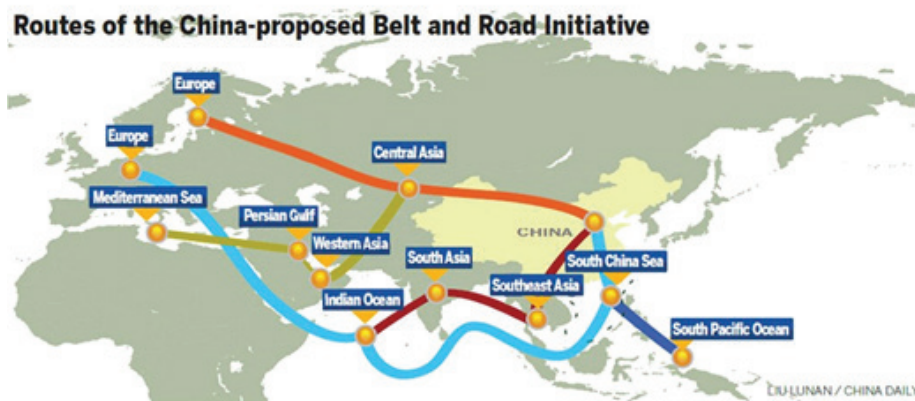 Routes of the China-proposed Belt and Road Initiative
Europe
Europe
Central Asia
Mediterranean Sea
Persian Gulf
Western Asia
CHINA
South Asia
South China Sea
Southeast Asia
Indian Ocean
South Pacific Ocean
LIU LUNAN / CHINA DAILY